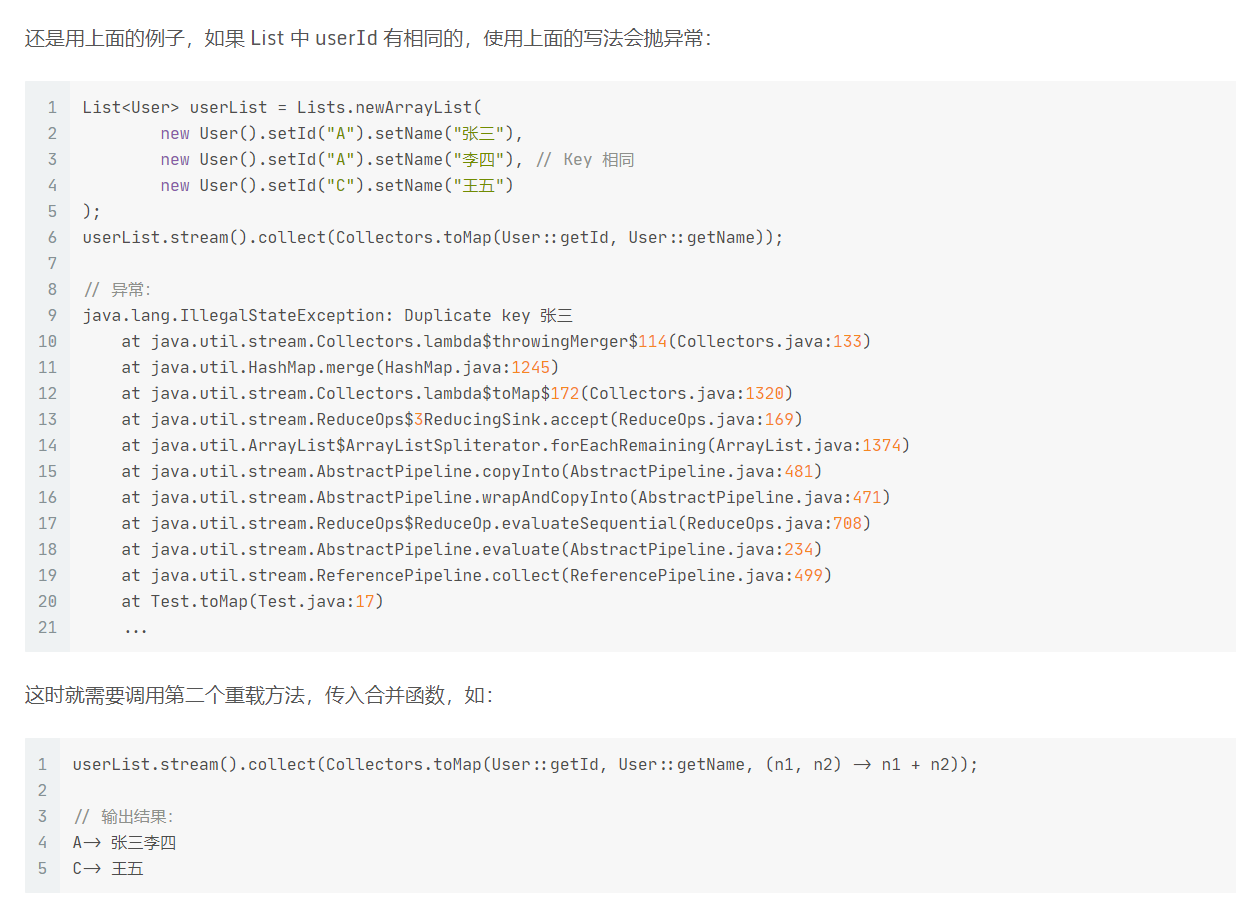 还是用上面的例子，如果 List 中 userId 有相同的，使用上面的写法会抛异常：
1 List<User> userList = Lists.newArrayList(
2         new User().setId("A").setName("张三"),
3         new User().setId("A").setName("李四"), // Key 相同
4         new User().setId("C").setName("王五")
5 );
6 userList.stream().collect(Collectors.toMap(User::getId, User::getName));
7
8 // 异常：
9 java.lang.IllegalStateException: Duplicate key 张三
10     at java.util.stream.Collectors.lambda$throwingMerger$114(Collectors.java:133)
11     at java.util.HashMap.merge(HashMap.java:1245)
12     at java.util.stream.Collectors.lambda$toMap$172(Collectors.java:1320)
13     at java.util.stream.ReduceOps$3ReducingSink.accept(ReduceOps.java:169)
14     at java.util.ArrayList$ArrayListSpliterator.forEachRemaining(ArrayList.java:1374)
15     at java.util.stream.AbstractPipeline.copyInto(AbstractPipeline.java:481)
16     at java.util.stream.AbstractPipeline.wrapAndCopyInto(AbstractPipeline.java:471)
17     at java.util.stream.ReduceOps$ReduceOp.evaluateSequential(ReduceOps.java:708)
18     at java.util.stream.AbstractPipeline.evaluate(AbstractPipeline.java:234)
19     at java.util.stream.ReferencePipeline.collect(ReferencePipeline.java:499)
20     at Test.toMap(Test.java:17)
21     ...
这时就需要调用第二个重载方法，传入合并函数，如：
1 userList.stream().collect(Collectors.toMap(User::getId, User::getName, (n1, n2) -> n1 + n2));
2
3 // 输出结果：
4 A-> 张三李四
5 C-> 王五